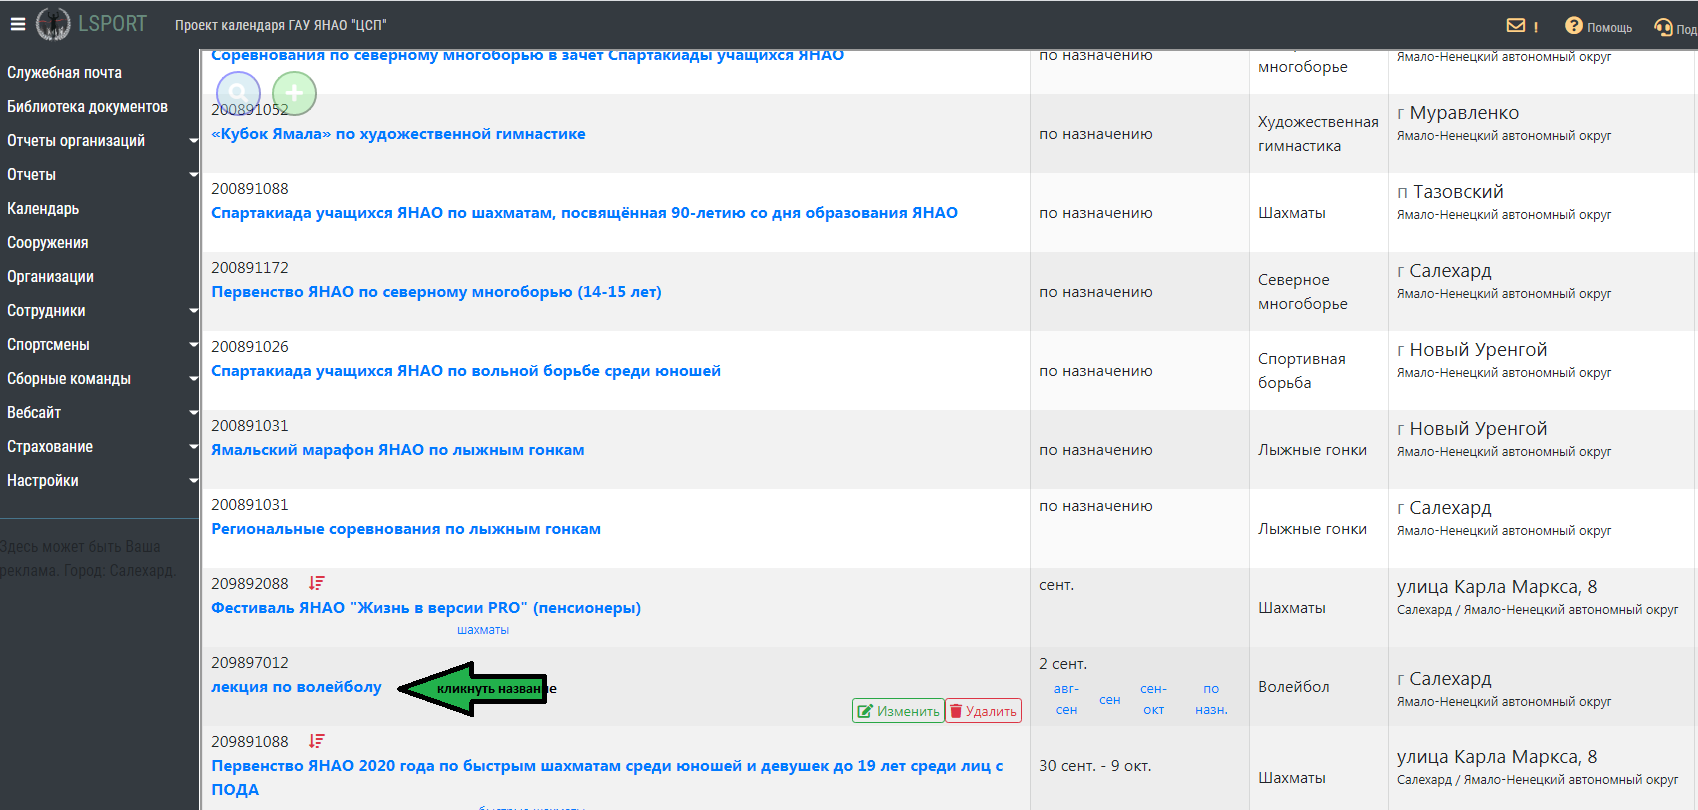 LSPORT
Проект календаря ГАУ ЯНАО "ЦСП"
!
Помощь
Под
Служебная почта
Библиотека документов
Отчеты организаций
Отчеты
Календарь
Сооружения
Организации
Сотрудники
Спортсмены
Сборные команды
Вебсайт
Страхование
Настройки
Здесь может быть Ваша
реклама. Город: Салехард.
Соревнования по северному многоборью в зачет Спартакиады учащихся ЯНАО
по назначению
многоборье
Ямало-Ненецкий автономный округ
200891052
«Кубок Ямала» по художественной гимнастике
по назначению
Художественная
гимнастика
г Муравленко
Ямало-Ненецкий автономный округ
200891088
Спартакиада учащихся ЯНАО по шахматам, посвящённая 90-летию со дня образования ЯНАО
по назначению
Шахматы
п Тазовский
Ямало-Ненецкий автономный округ
200891172
Первенство ЯНАО по северному многоборью (14-15 лет)
по назначению
Северное
многоборье
г Салехард
Ямало-Ненецкий автономный округ
200891026
Спартакиада учащихся ЯНАО по вольной борьбе среди юношей
по назначению
Спортивная
борьба
г Новый Уренгой
Ямало-Ненецкий автономный округ
200891031
Ямальский марафон ЯНАО по лыжным гонкам
по назначению
Лыжные гонки
г Новый Уренгой
Ямало-Ненецкий автономный округ
200891031
Региональные соревнования по лыжным гонкам
по назначению
Лыжные гонки
г Салехард
Ямало-Ненецкий автономный округ
209892088
Фестиваль ЯНАО "Жизнь в версии PRO" (пенсионеры)
шахматы
сент.
Шахматы
улица Карла Маркса, 8
Салехард / Ямало-Ненецкий автономный округ
209897012
лекция по волейболу
кликнуть название
Изменить
Удалить
2 сент.
авг-
сен
сен
сен-
окт
по
назн.
Волейбол
г Салехард
Ямало-Ненецкий автономный округ
209891088
Первенство ЯНАО 2020 года по быстрым шахматам среди юношей и девушек до 19 лет среди лиц с
ПОДА
быстрые шахматы
30 сент. - 9 окт.
Шахматы
улица Карла Маркса, 8
Салехард / Ямало-Ненецкий автономный округ